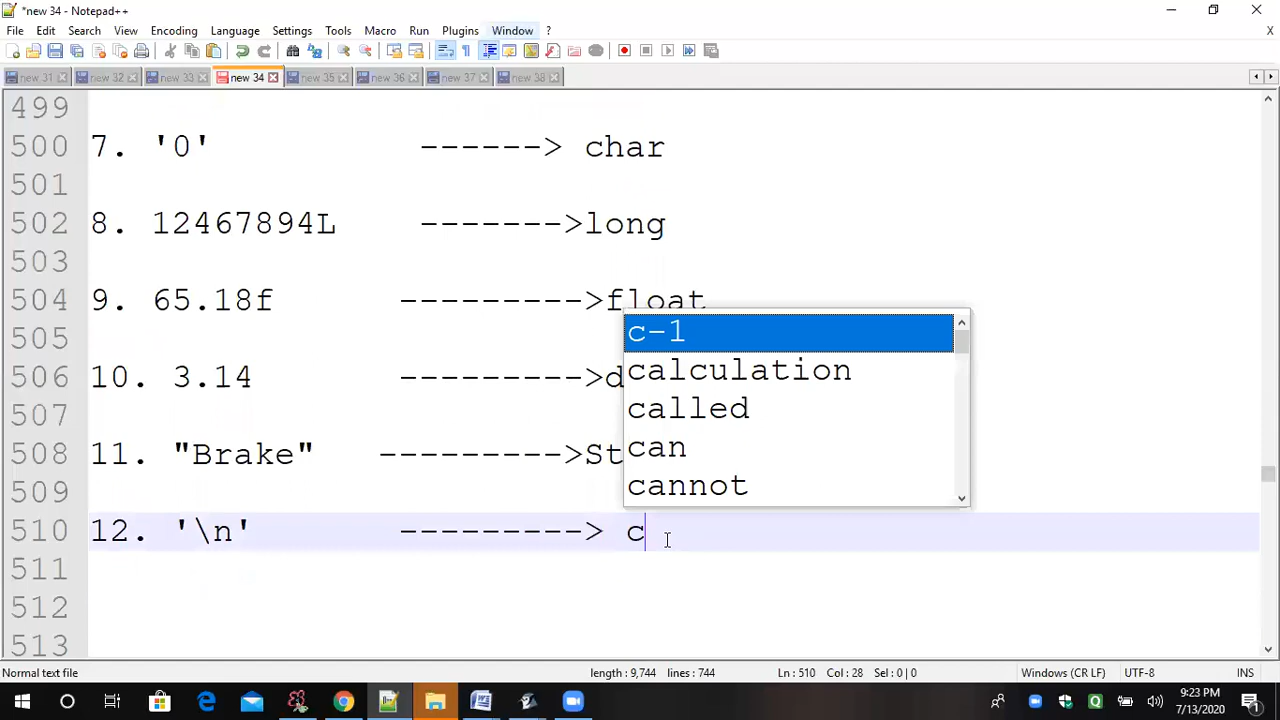 *new 34 - Notepad++
File Edit Search View Encoding Language Settings Tools Macro Run Plugins Window ?
X
new 31 new 32 new 33 new 34 new 35 new 36 new 37 new 38
499
500 7. '0' ------> char
501
502 8. 12467894L ------->long
503
504 9. 65.18f --------->float
505
506 10. 3.14 --------->d
507
508 11. "Brake" --------->St
509
510 12. '\n' ---------> c
511
512
513
c-1
calculation
called
can
cannot
Normal text file length : 9,744 lines : 744 Ln : 510 Col : 28 Sel : 0 | 0 Windows (CR LF) UTF-8 INS
9:23 PM
7/13/2020